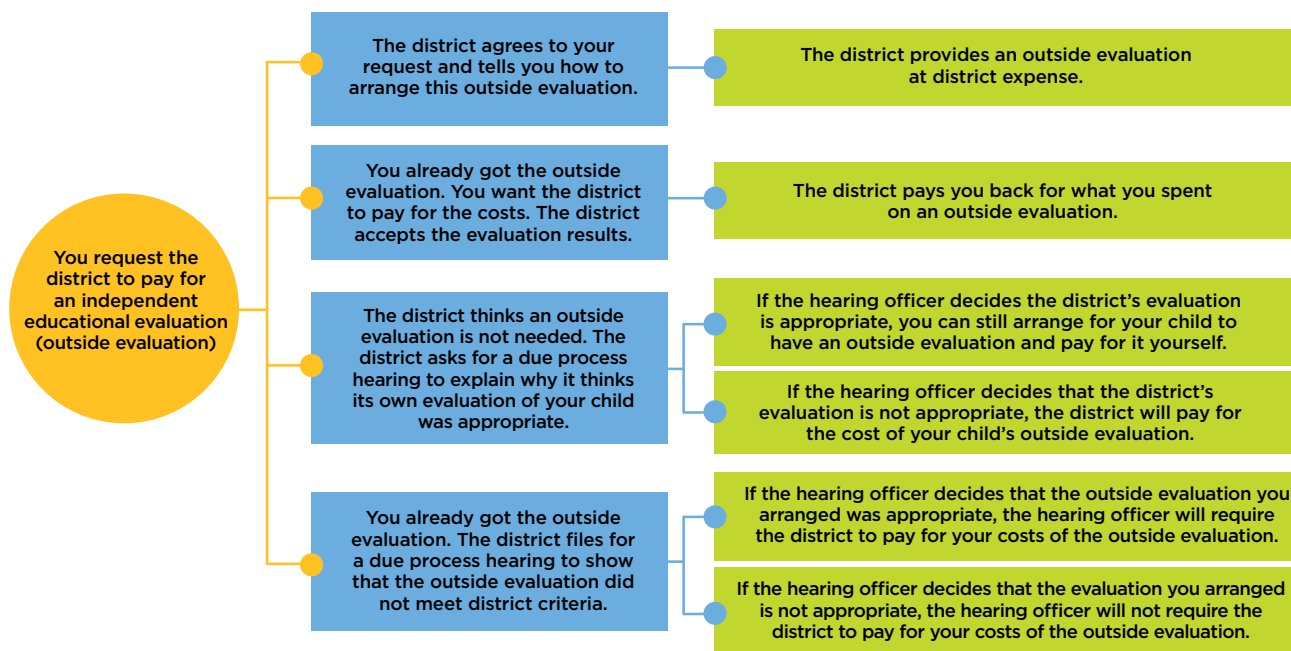 You request the
district to pay for
an independent
educational evaluation
(outside evaluation)
The district agrees to your
request and tells you how to
arrange this outside evaluation.
The district provides an outside evaluation
at district expense.
You already got the outside
evaluation. You want the district
to pay for the costs. The district
accepts the evaluation results.
The district pays you back for what you spent
on an outside evaluation.
The district thinks an outside
evaluation is not needed. The
district asks for a due process
hearing to explain why it thinks
its own evaluation of your child
was appropriate.
If the hearing officer decides the district’s evaluation
is appropriate, you can still arrange for your child to
have an outside evaluation and pay for it yourself.
If the hearing officer decides that the district’s
evaluation is not appropriate, the district will pay for
the cost of your child’s outside evaluation.
You already got the outside
evaluation. The district files for
a due process hearing to show
that the outside evaluation did
not meet district criteria.
If the hearing officer decides that the outside evaluation you
arranged was appropriate, the hearing officer will require
the district to pay for your costs of the outside evaluation.
If the hearing officer decides that the evaluation you arranged
is not appropriate, the hearing officer will not require the
district to pay for your costs of the outside evaluation.